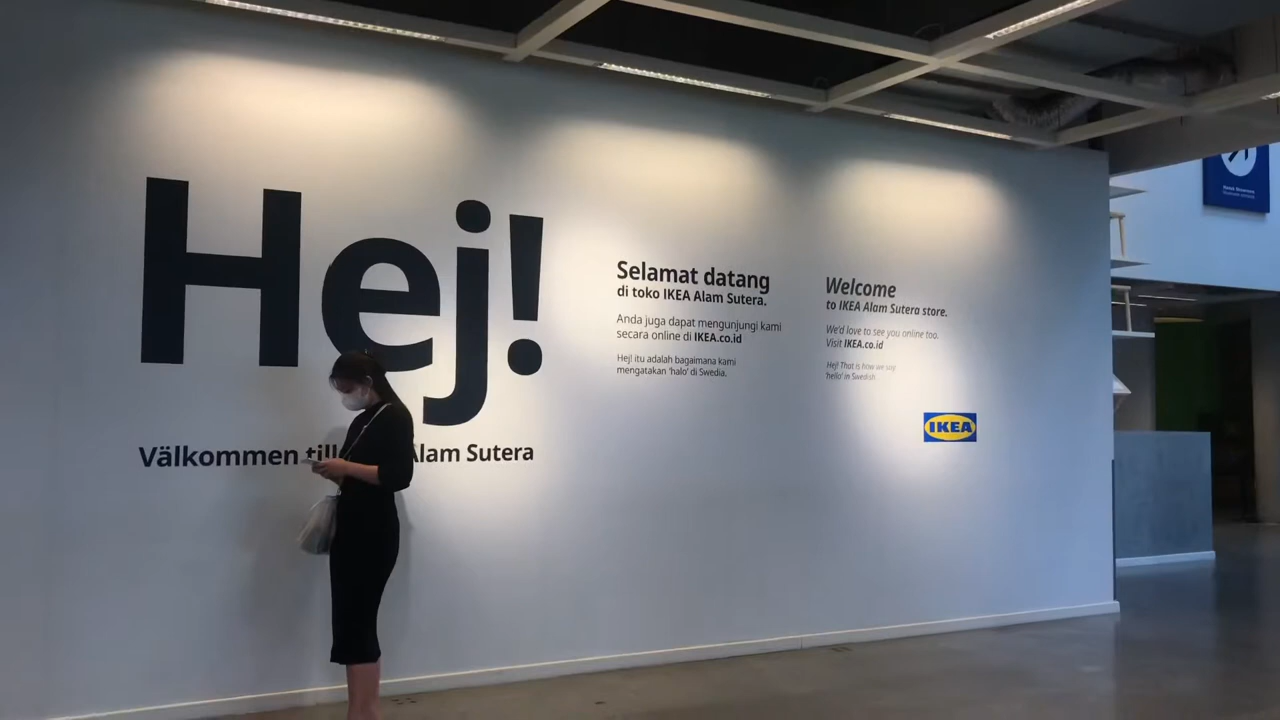 Hej!
Välkommen till Alam Sutera
Selamat datang
di toko IKEA Alam Sutera.
Anda juga dapat mengunjungi kami
secara online di IKEA.co.id
Hej! itu adalah bagaimana kami
mengatakan 'halo' di Swedia.
Welcome
to IKEA Alam Sutera store.
We'd love to see you online too.
Visit IKEA.co.id
Hej! That is how we say
'hello' in Swedish.
IKEA